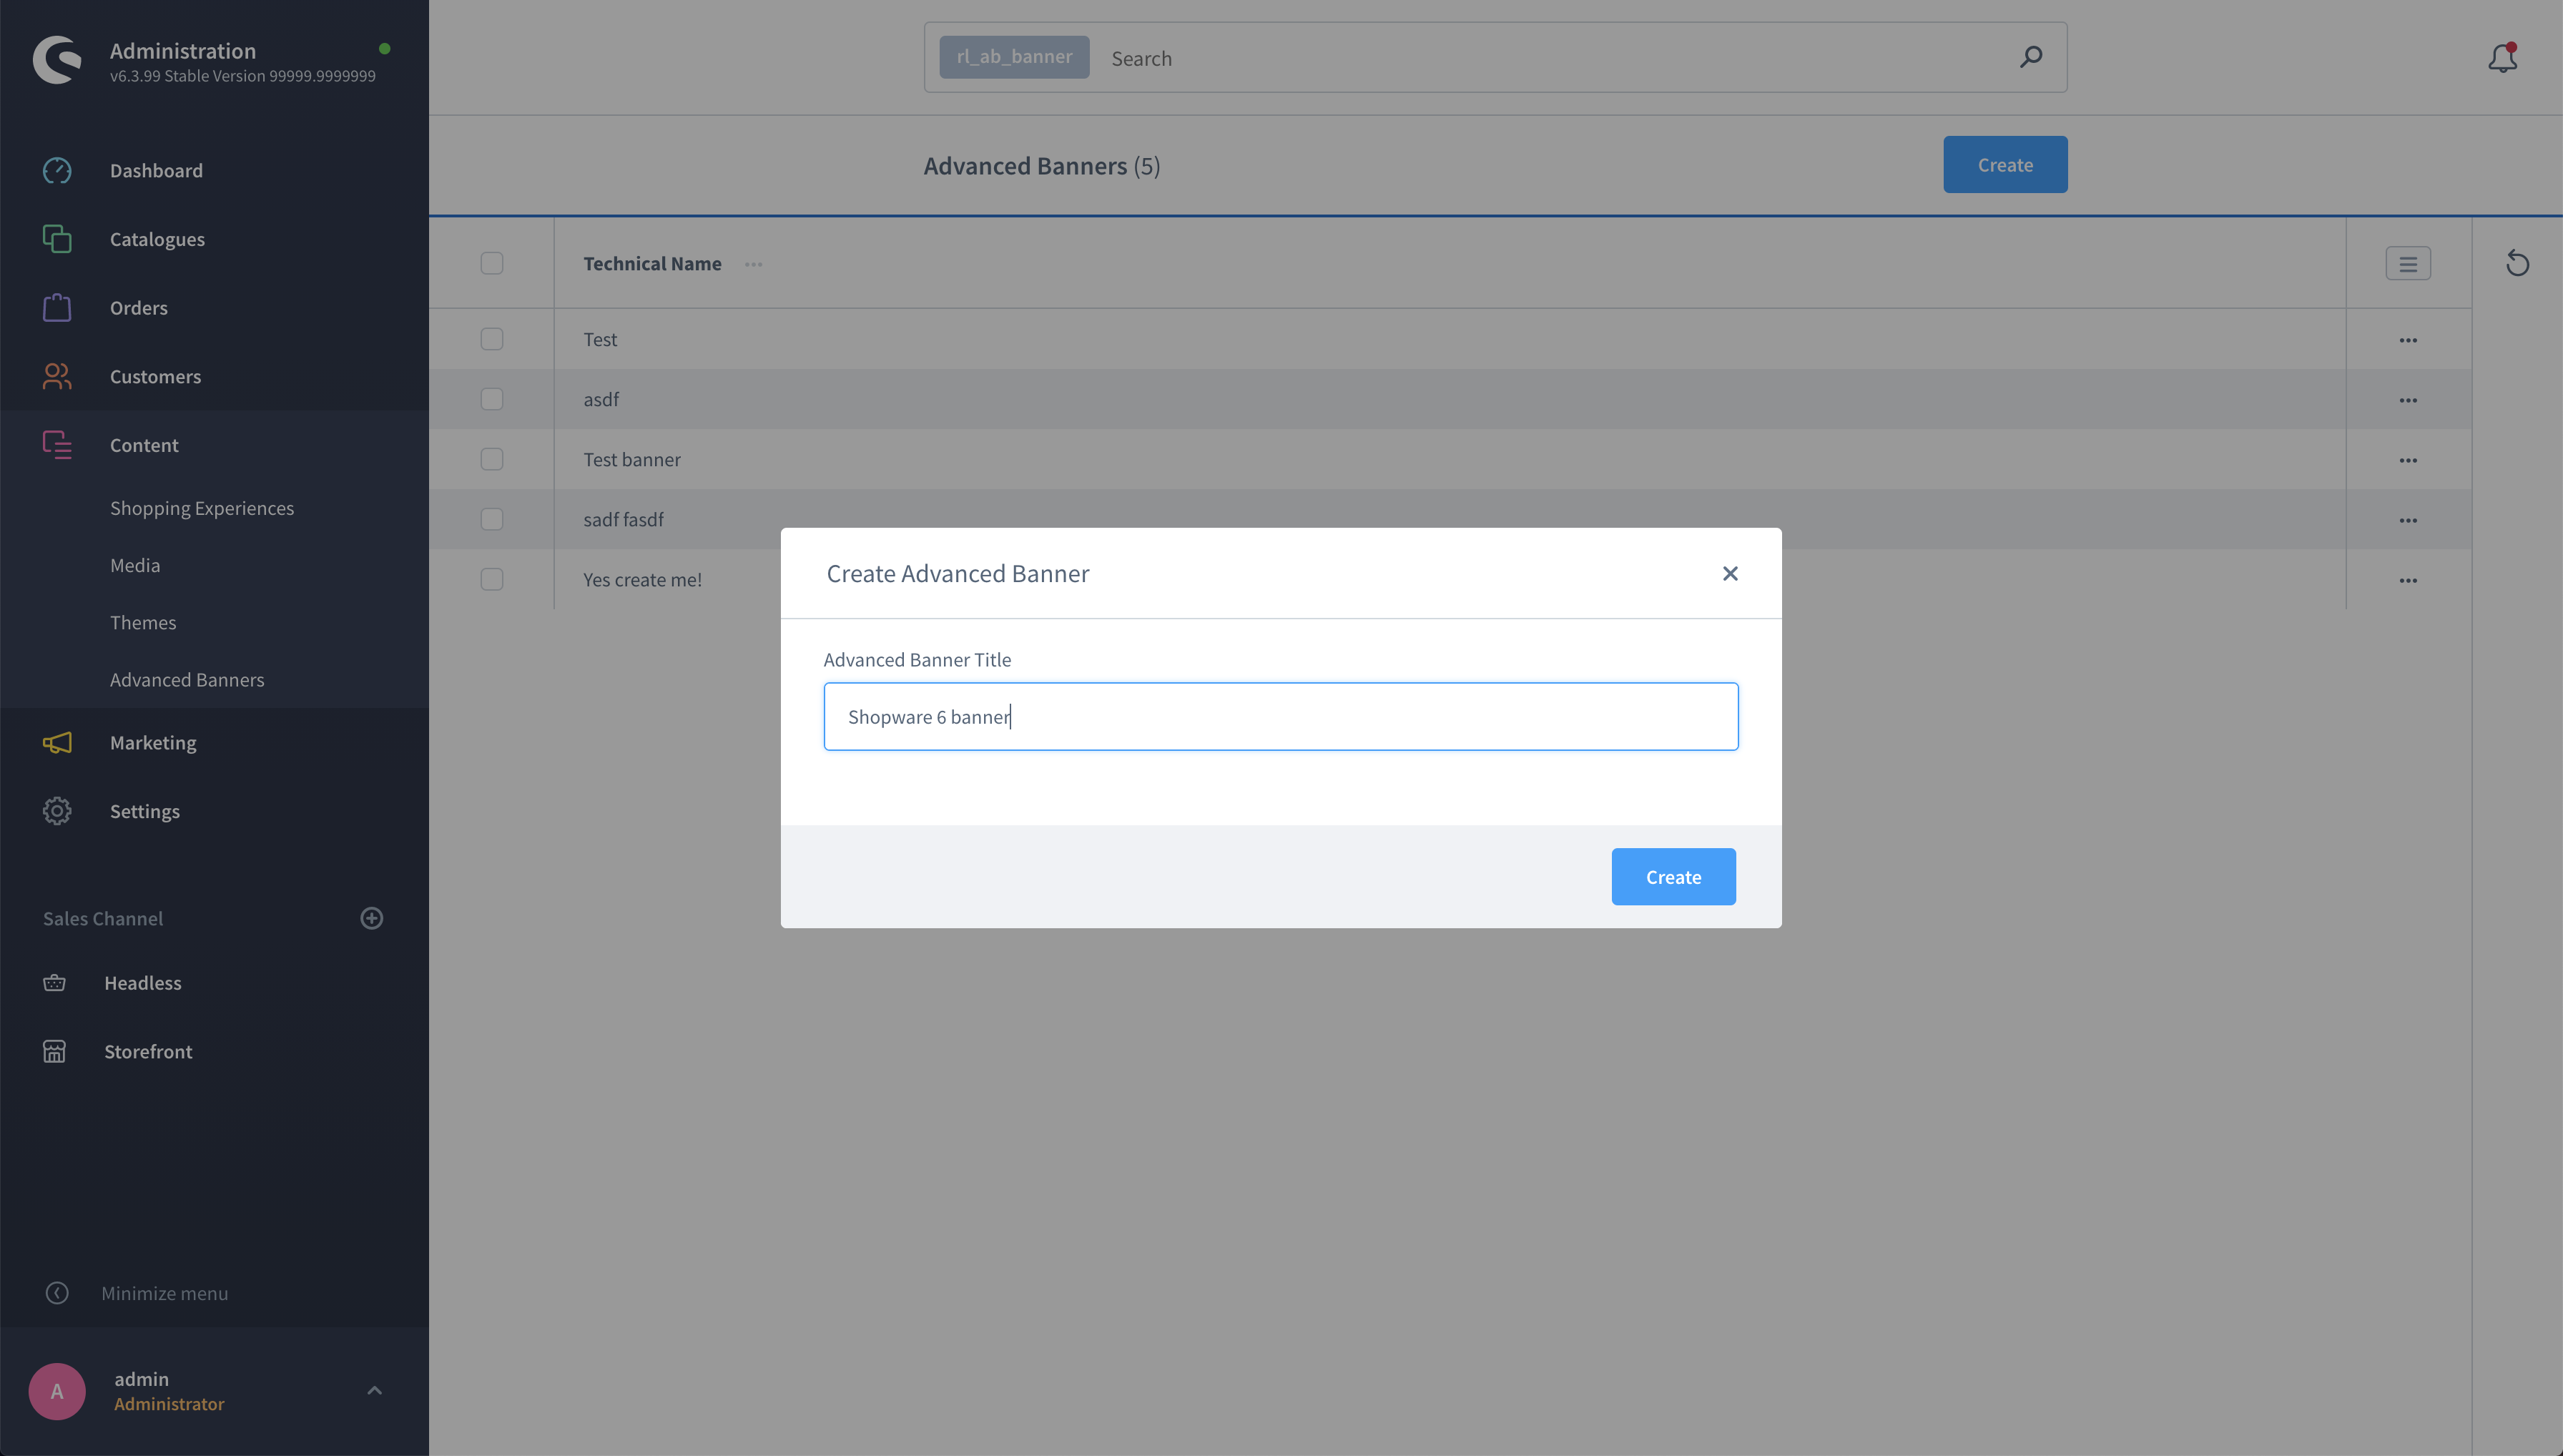 Administration
v6.3.99 Stable Version 99999.9999999
Dashboard
Catalogues
Orders
Customers
Content
Shopping Experiences
Media
Themes
Advanced Banners
Marketing
Settings
Sales Channel
Headless
Storefront
Minimize menu
A
admin
Administrator
rl_ab_banner
Search
Advanced Banners (5)
Create
Technical Name
Test
asdf
Test banner
sadf fasdf
Yes create me!
Create Advanced Banner
Advanced Banner Title
Shopware 6 banner
Create